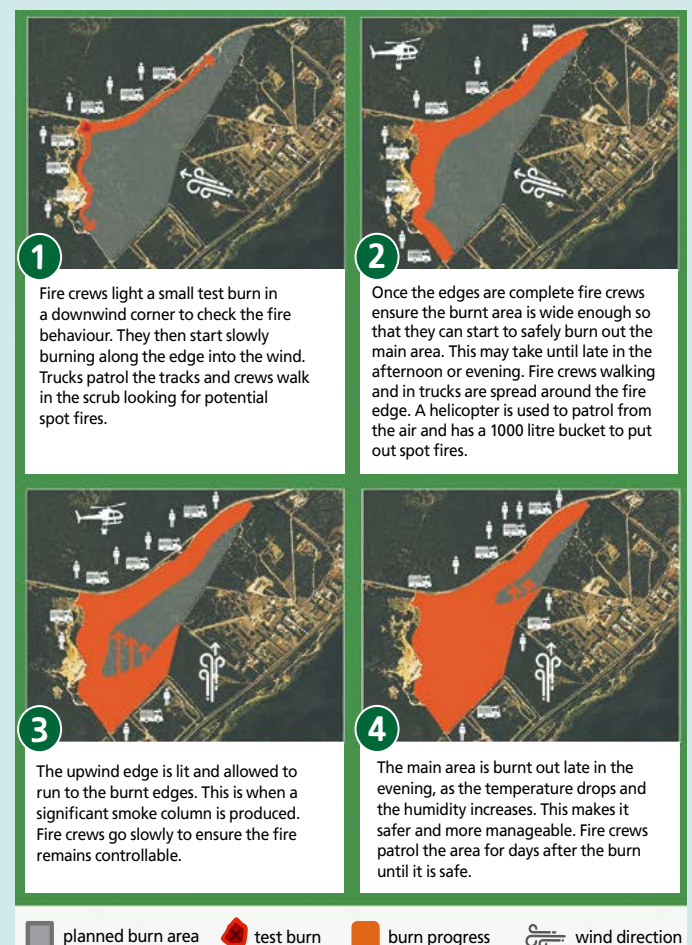 1
Fire crews light a small test burn in
a downwind corner to check the fire
behaviour. They then start slowly
burning along the edge into the wind.
Trucks patrol the tracks and crews walk
in the scrub looking for potential
spot fires.
2
Once the edges are complete fire crews
ensure the burnt area is wide enough so
that they can start to safely burn out the
main area. This may take until late in the
afternoon or evening. Fire crews walking
and in trucks are spread around the fire
edge. A helicopter is used to patrol from
the air and has a 1000 litre bucket to put
out spot fires.
3
The upwind edge is lit and allowed to
run to the burnt edges. This is when a
significant smoke column is produced.
Fire crews go slowly to ensure the fire
remains controllable.
4
The main area is burnt out late in the
evening, as the temperature drops and
the humidity increases. This makes it
safer and more manageable. Fire crews
patrol the area for days after the burn
until it is safe.
planned burn area test burn burn progress wind direction